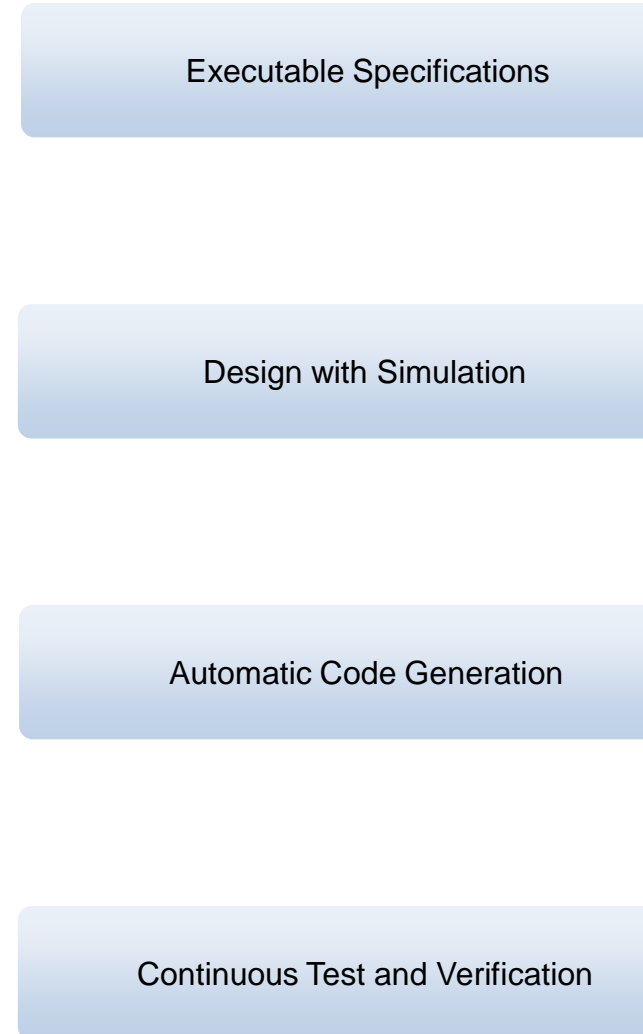 Executable Specifications
Design with Simulation
Automatic Code Generation
Continuous Test and Verification